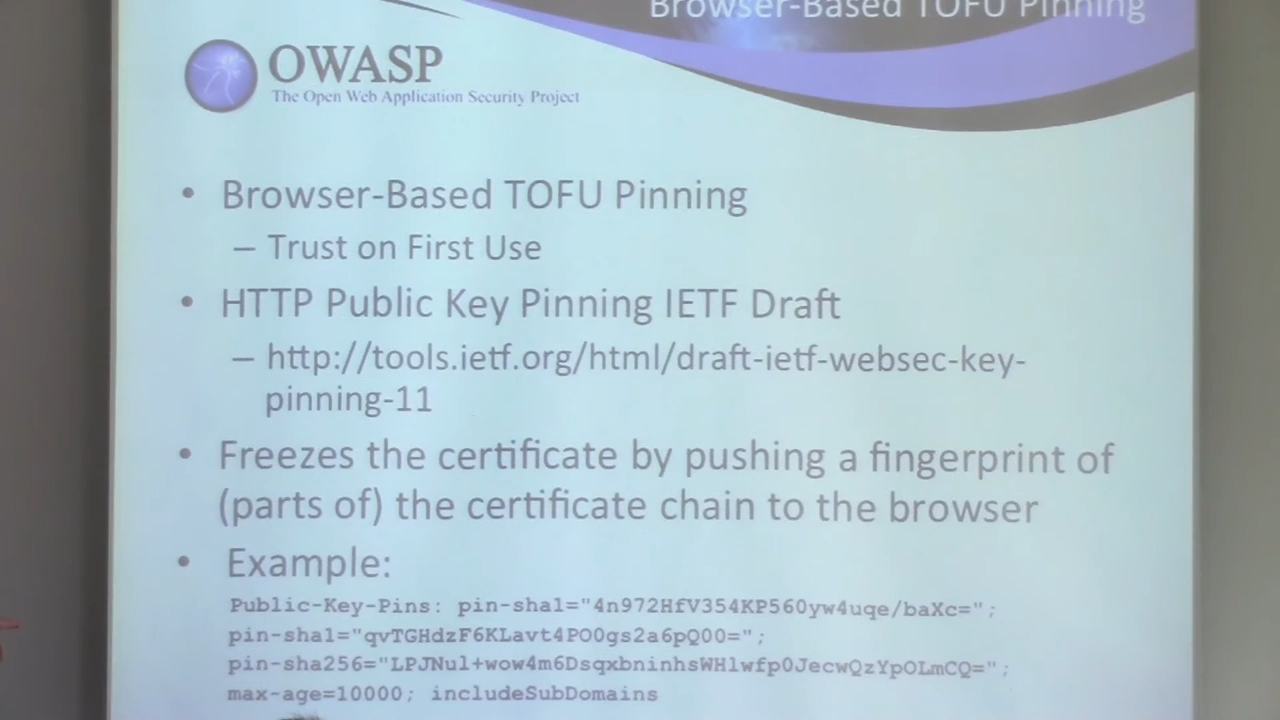 Browser-Based TOFU Pinning
OWASP
The Open Web Application Security Project
• Browser-Based TOFU Pinning
– Trust on First Use
• HTTP Public Key Pinning IETF Draft
– http://tools.ietf.org/html/draft-ietf-websec-key-
pinning-11
• Freezes the certificate by pushing a fingerprint of
(parts of) the certificate chain to the browser
• Example:
Public-Key-Pins: pin-sha1="4n972HfV354KP560yw4uqe/baXc=";
pin-sha1="qvTGHdzF6KLavt4PO0gs2a6pQ00=";
pin-sha256="LPJNul+wow4m6DsqxbninhsWHlwfp0JecwQzYpOLmCQ=";
max-age=10000; includeSubDomains